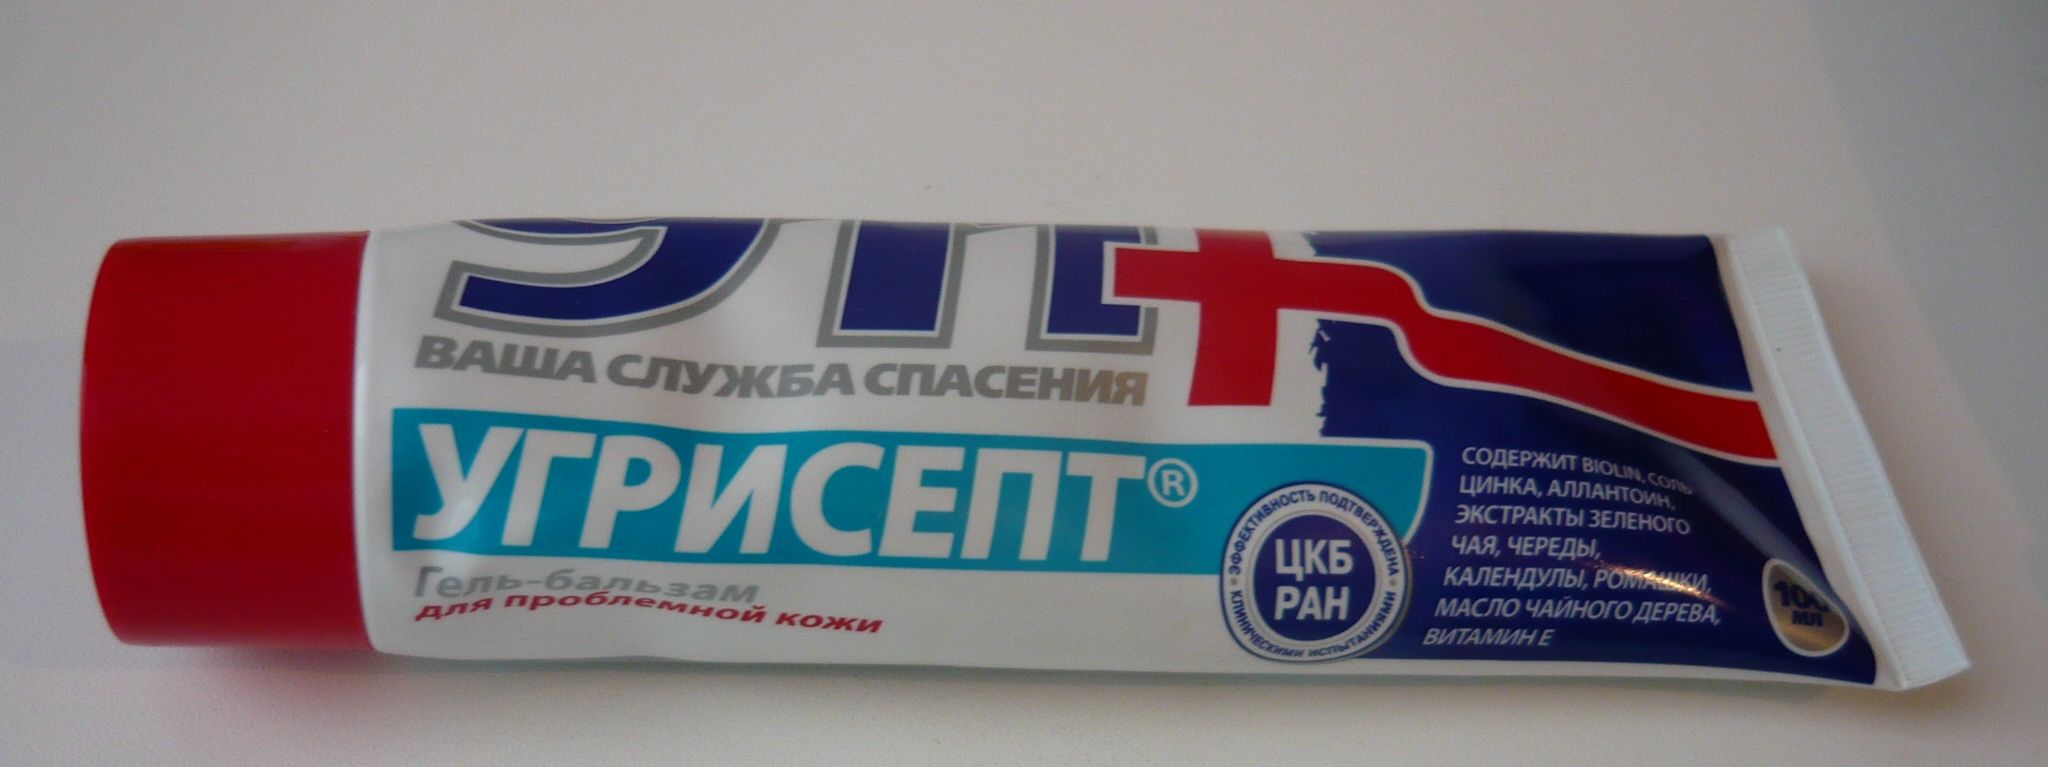 ВАША СЛУЖБА СПАСЕНИЯ
УГРИСЕПТ®
Гель-бальзам
для проблемной кожи
ЭФФЕКТИВНОСТЬ ПОДТВЕРЖДЕНА
КЛИНИЧЕСКИМИ ИСПЫТАНИЯМИ
ЦКБ
РАН
СОДЕРЖИТ BIOLIN, СОЛЬ
ЦИНКА, АЛЛАНТОИН,
ЭКСТРАКТЫ ЗЕЛЕНОГО
ЧАЯ, ЧЕРЕДЫ,
КАЛЕНДУЛЫ, РОМАШКИ,
МАСЛО ЧАЙНОГО ДЕРЕВА,
ВИТАМИН Е
100
МЛ